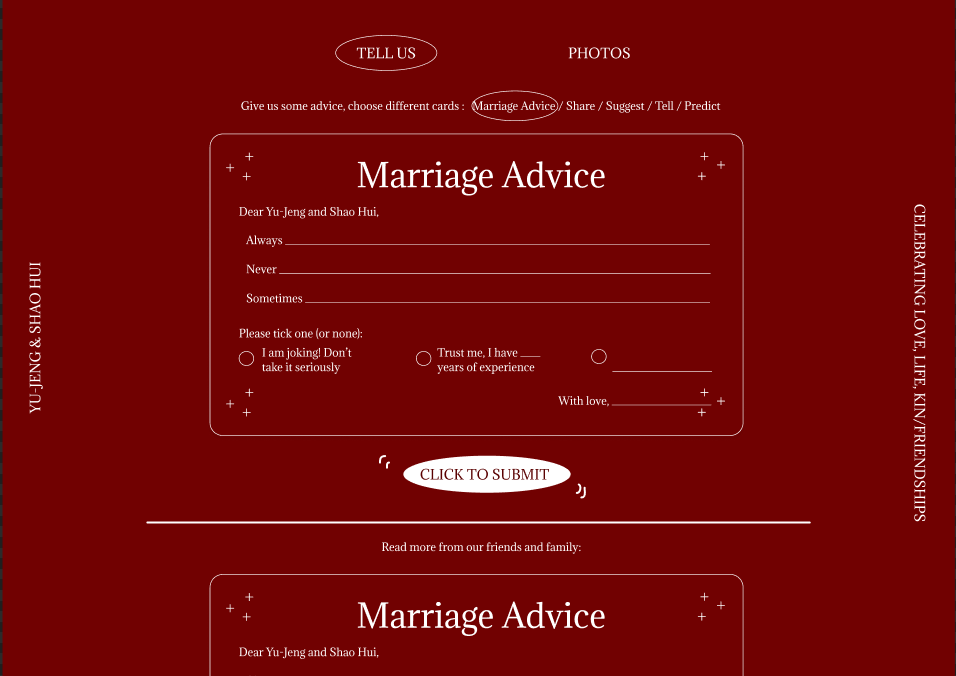 TELL US
PHOTOS
Give us some advice, choose different cards : Marriage Advice / Share / Suggest / Tell / Predict
Marriage Advice
Dear Yu-Jeng and Shao Hui,
Always
Never
Sometimes
Please tick one (or none):
I am joking! Don't
take it seriously
Trust me, I have ___
years of experience
With love,
CLICK TO SUBMIT
Read more from our friends and family:
Marriage Advice
Dear Yu-Jeng and Shao Hui,
YU-JENG & SHAO HUI
CELEBRATING LOVE, LIFE, KIN/FRIENDSHIPS